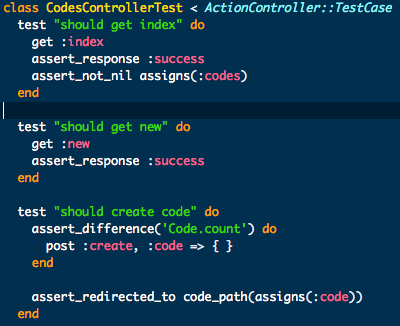 class CodesControllerTest < ActionController::TestCase
  test "should get index" do
    get :index
    assert_response :success
    assert_not_nil assigns(:codes)
  end

  test "should get new" do
    get :new
    assert_response :success
  end

  test "should create code" do
    assert_difference('Code.count') do
      post :create, :code => { }
    end

    assert_redirected_to code_path(assigns(:code))
  end